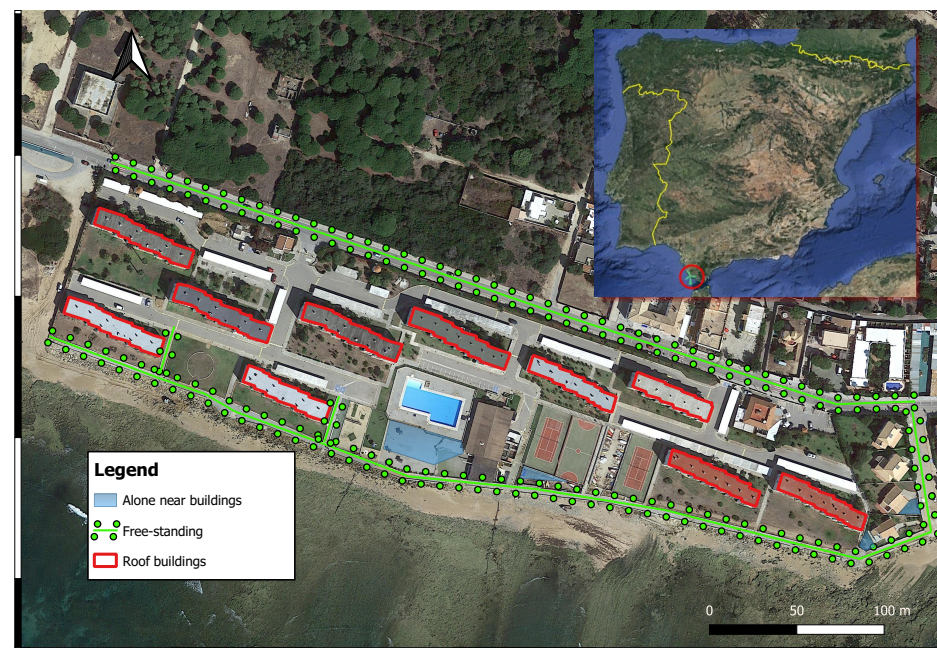 Legend
Alone near buildings
Free-standing
Roof buildings
0 50 100 m